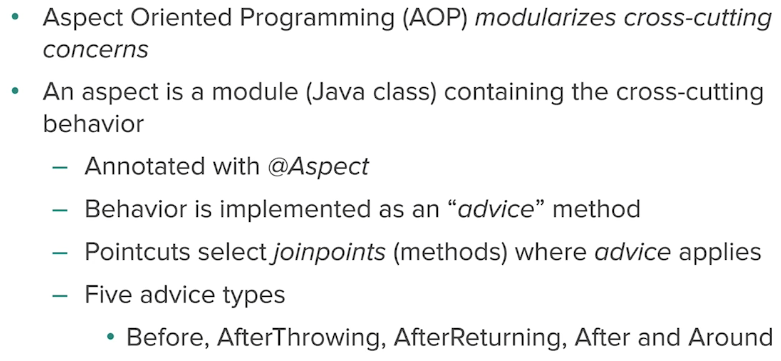 • Aspect Oriented Programming (AOP) modularizes cross-cutting
concerns
• An aspect is a module (Java class) containing the cross-cutting
behavior
– Annotated with @Aspect
– Behavior is implemented as an “advice” method
– Pointcuts select joinpoints (methods) where advice applies
– Five advice types
• Before, AfterThrowing, AfterReturning, After and Around